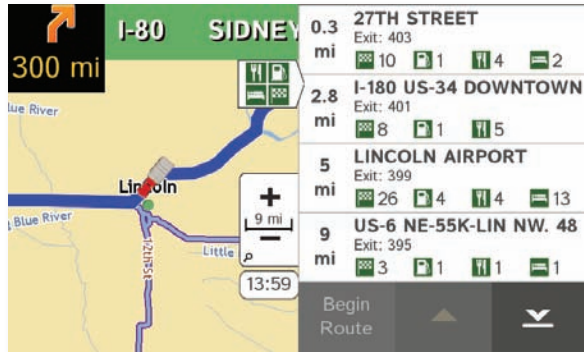 300 mi
I-80 SIDNEY
lue River
Lincoln
Blue River
12th St
Little
9 mi
13:59
0.3 mi
27TH STREET
Exit: 403
10 1 4 2
2.8 mi
I-180 US-34 DOWNTOWN
Exit: 401
8 1 5
5 mi
LINCOLN AIRPORT
Exit: 399
26 4 4 13
9 mi
US-6 NE-55K-LIN NW. 48
Exit: 395
3 1 1 1
Begin
Route